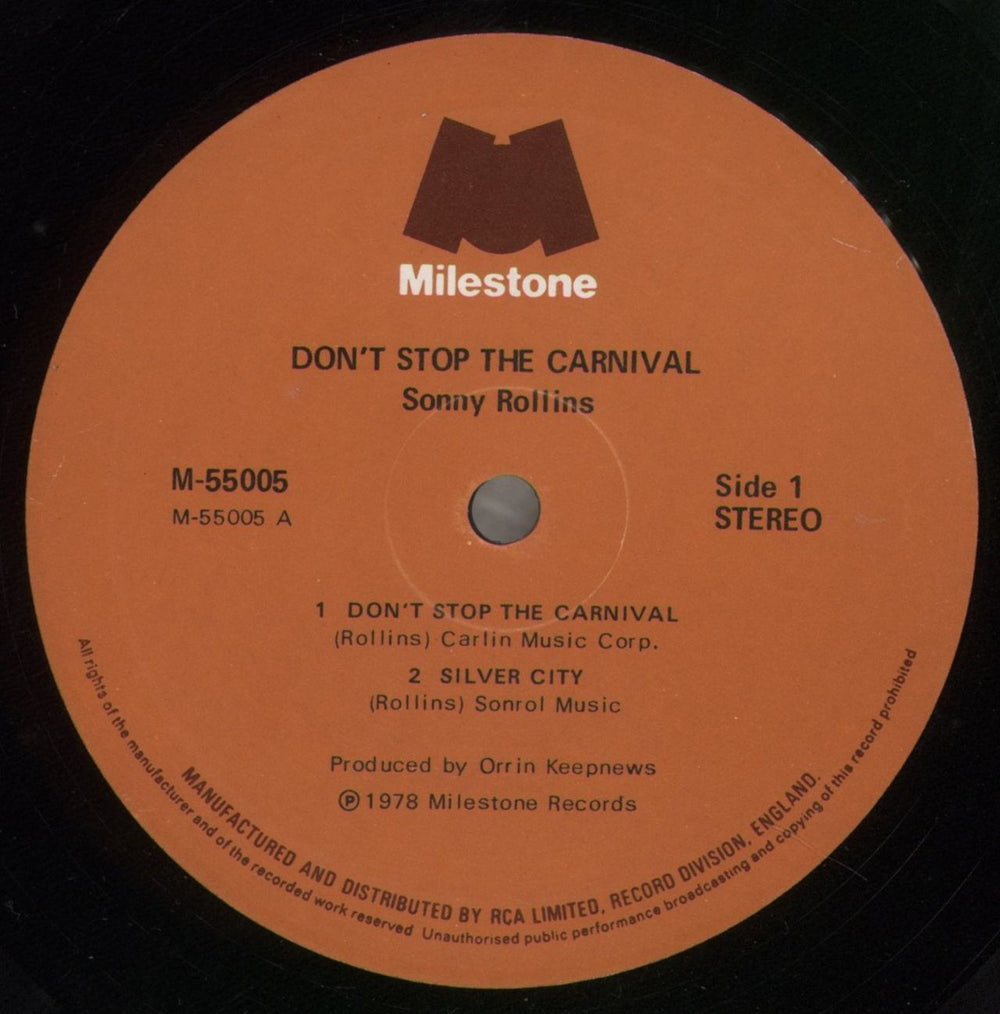 Milestone
DON'T STOP THE CARNIVAL
Sonny Rollins
M-55005
M-55005 A
Side 1
STEREO
1 DON'T STOP THE CARNIVAL
(Rollins) Carlin Music Corp.
2 SILVER CITY
(Rollins) Sonrol Music
Produced by Orrin Keepnews
℗1978 Milestone Records
MANUFACTURED AND DISTRIBUTED BY RCA LIMITED, RECORD DIVISION, ENGLAND.
All rights of the manufacturer and of the recorded work reserved Unauthorised public performance broadcasting and copying of this record prohibited